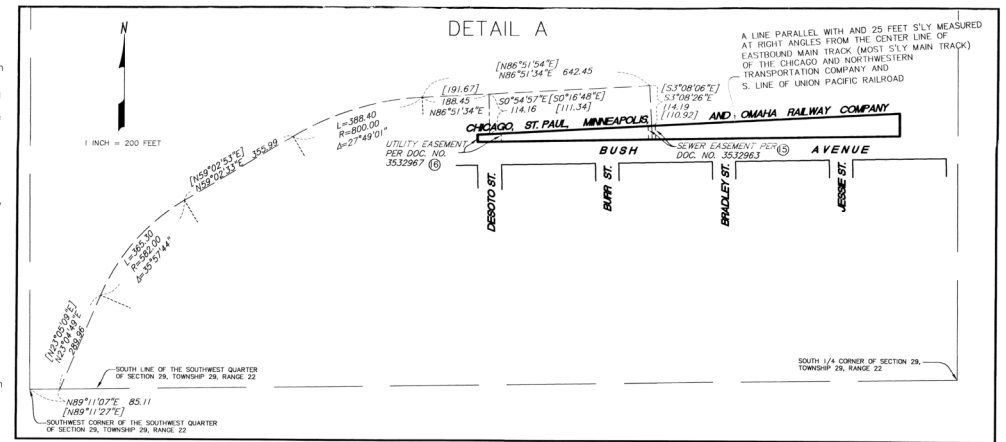 DETAIL A
N
1 INCH = 200 FEET
A LINE PARALLEL WITH AND 25 FEET S'LY MEASURED
AT RIGHT ANGLES FROM THE CENTER LINE OF
EASTBOUND MAIN TRACK (MOST S'LY MAIN TRACK)
OF THE CHICAGO AND NORTHWESTERN
TRANSPORTATION COMPANY AND
S. LINE OF UNION PACIFIC RAILROAD
[N86°51'54"E]
N86°51'34"E 642.45
[191.67]
188.45
N86°51'34"E
S0°54'57"E [S0°16'48"E]
114.16 [111.34]
[S3°08'06"E]
S3°08'26"E
114.19
[110.92]
L=388.40
R=800.00
Δ=27°49'01"
CHICAGO, ST. PAUL, MINNEAPOLIS, AND OMAHA RAILWAY COMPANY
UTILITY EASEMENT
PER DOC. NO.
3532967 16
SEWER EASEMENT PER 15
DOC. NO. 3532963
BUSH AVENUE
DESOTO ST.
BURR ST.
BRADLEY ST.
JESSIE ST.
[N59°02'53"E]
N59°02'33"E 355.99
L=365.30
R=582.00
Δ=35°57'44"
[N23°05'09"E]
N23°04'49"E
289.96
SOUTH LINE OF THE SOUTHWEST QUARTER
OF SECTION 29, TOWNSHIP 29, RANGE 22
SOUTH 1/4 CORNER OF SECTION 29,
TOWNSHIP 29, RANGE 22
N89°11'07"E 85.11
[N89°11'27"E]
SOUTHWEST CORNER OF THE SOUTHWEST QUARTER
OF SECTION 29, TOWNSHIP 29, RANGE 22